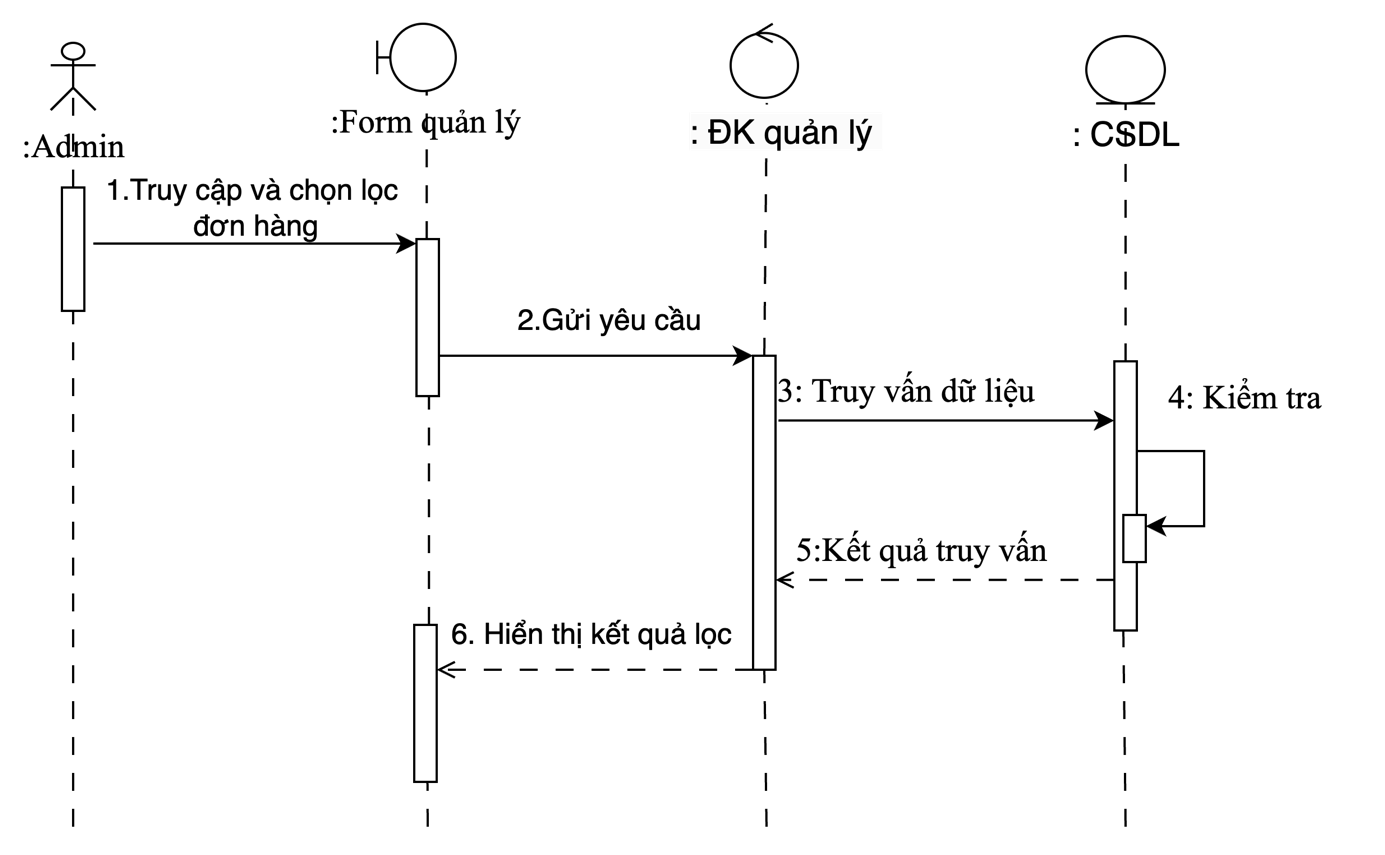 :Admin
:Form quản lý
: ĐK quản lý
: CSDL
1.Truy cập và chọn lọc
đơn hàng
2.Gửi yêu cầu
3: Truy vấn dữ liệu
4: Kiểm tra
5:Kết quả truy vấn
6. Hiển thị kết quả lọc